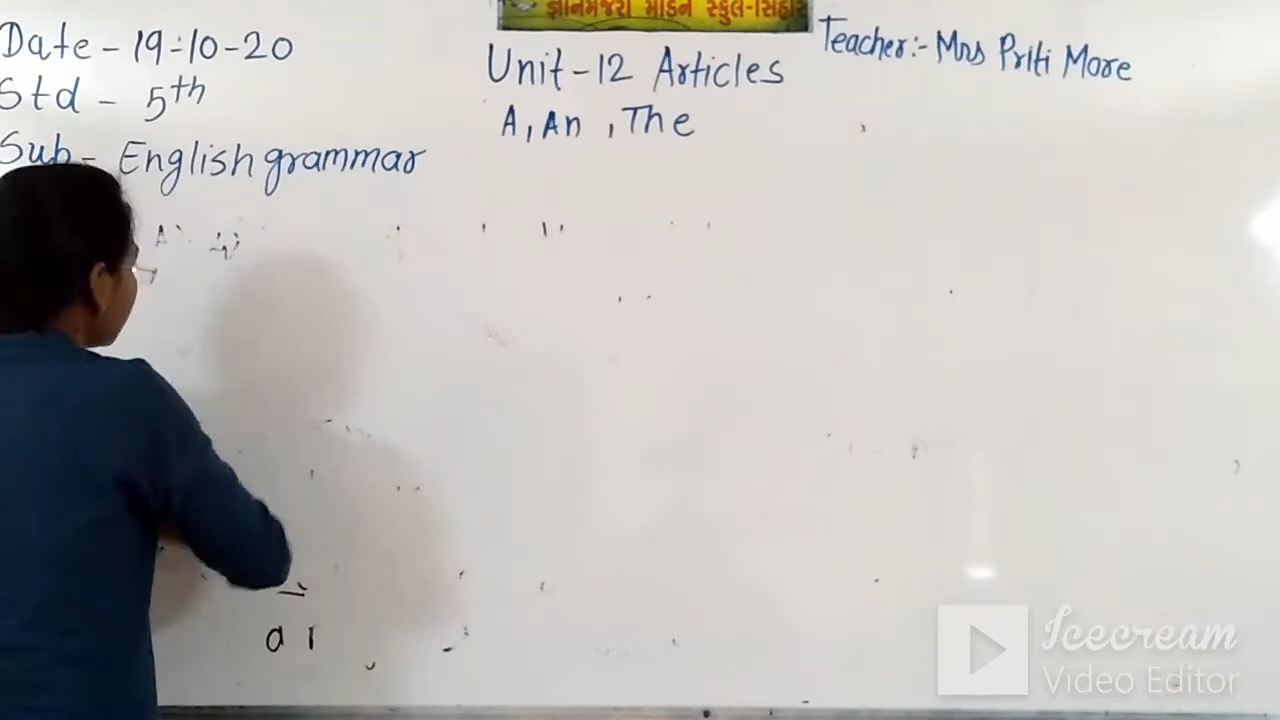 જ્ઞાનમંજરી મોડર્ન સ્કુલ-સિહોર
Date - 19-10-20
Std - 5th
Sub - English grammar
Unit - 12 Articles
A, An, The
Teacher:- Mrs Priti More
Icecream
Video Editor